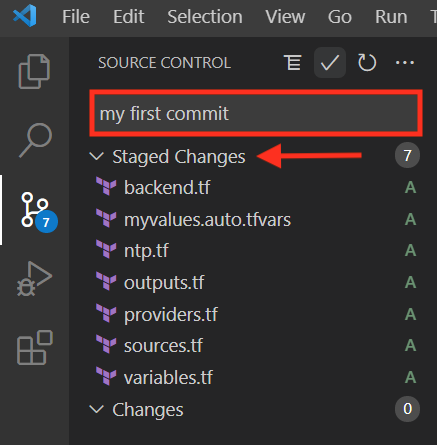 File Edit Selection View Go Run
SOURCE CONTROL
my first commit
Staged Changes 7
backend.tf A
myvalues.auto.tfvars A
ntp.tf A
7
outputs.tf A
providers.tf A
sources.tf A
variables.tf A
Changes 0